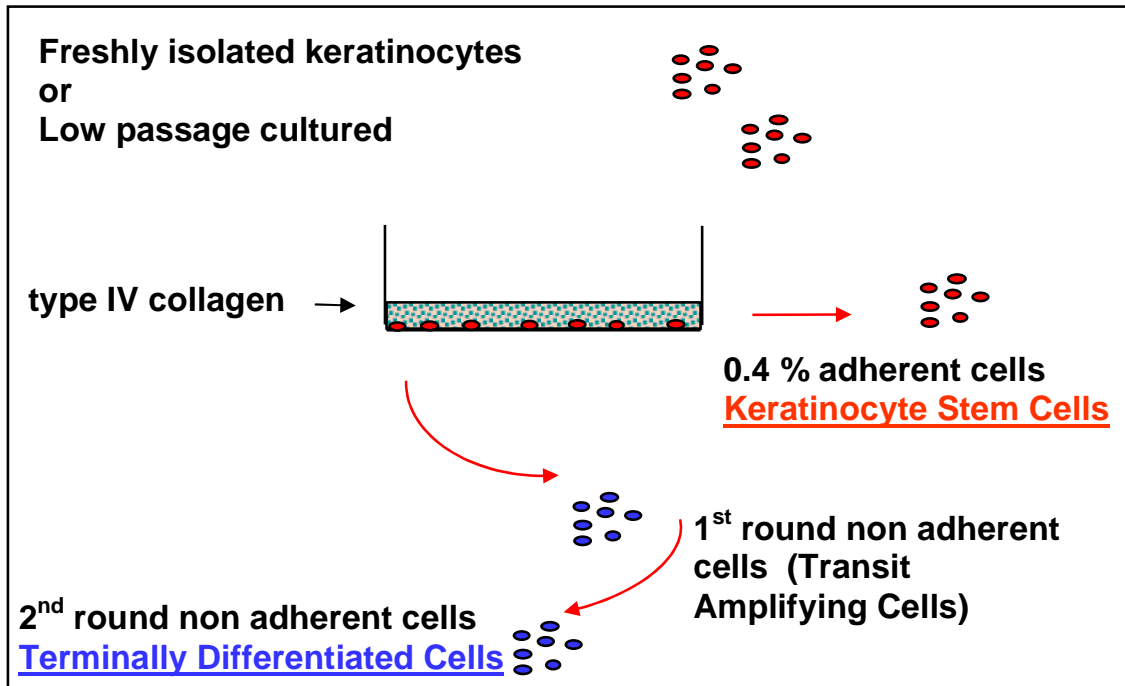 Freshly isolated keratinocytes
or
Low passage cultured
type IV collagen
0.4 % adherent cells
Keratinocyte Stem Cells
1st round non adherent
cells (Transit
Amplifying Cells)
2nd round non adherent cells
Terminally Differentiated Cells